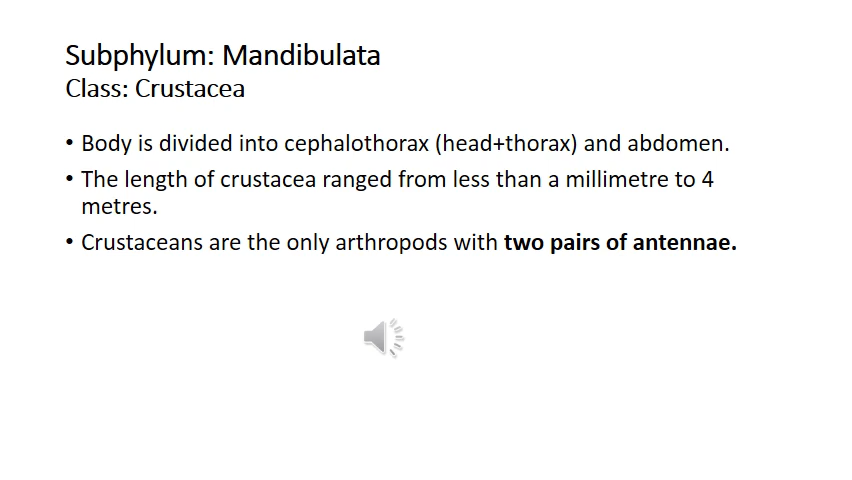 Subphylum: Mandibulata
Class: Crustacea
• Body is divided into cephalothorax (head+thorax) and abdomen.
• The length of crustacea ranged from less than a millimetre to 4
metres.
• Crustaceans are the only arthropods with two pairs of antennae.